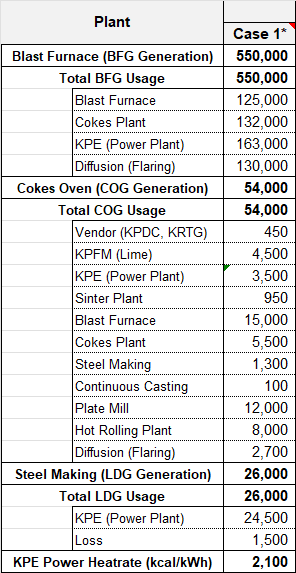 Plant
Case 1*
Blast Furnace (BFG Generation) 550,000
Total BFG Usage 550,000
Blast Furnace 125,000
Cokes Plant 132,000
KPE (Power Plant) 163,000
Diffusion (Flaring) 130,000
Cokes Oven (COG Generation) 54,000
Total COG Usage 54,000
Vendor (KPDC, KRTG) 450
KPFM (Lime) 4,500
KPE (Power Plant) 3,500
Sinter Plant 950
Blast Furnace 15,000
Cokes Plant 5,500
Steel Making 1,300
Continuous Casting 100
Plate Mill 12,000
Hot Rolling Plant 8,000
Diffusion (Flaring) 2,700
Steel Making (LDG Generation) 26,000
Total LDG Usage 26,000
KPE (Power Plant) 24,500
Loss 1,500
KPE Power Heatrate (kcal/kWh) 2,100